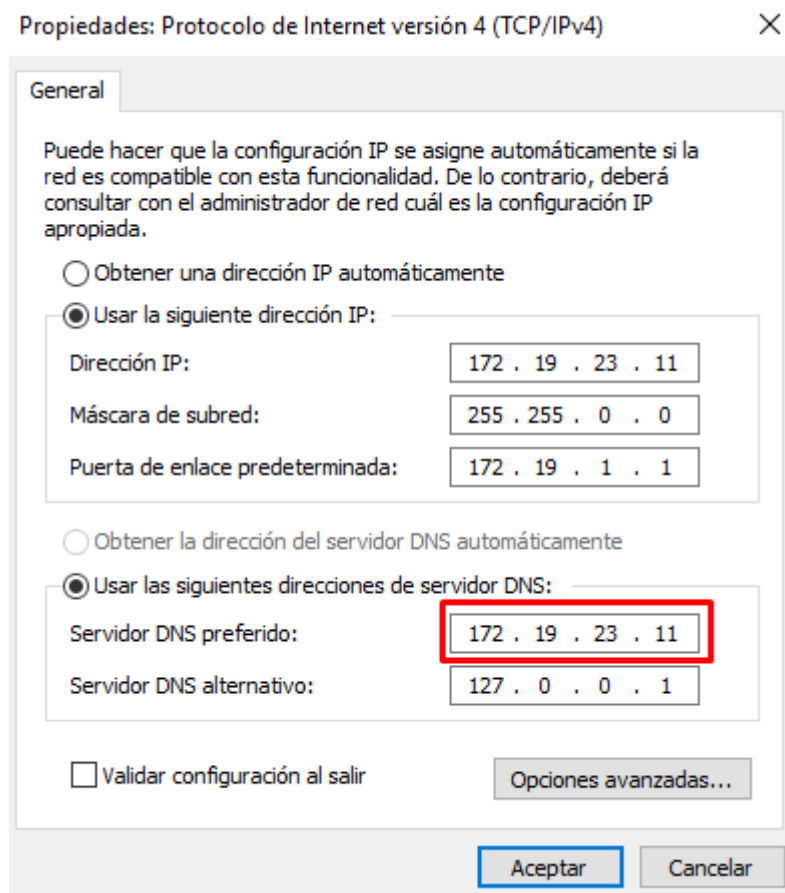 Propiedades: Protocolo de Internet versión 4 (TCP/IPv4)
General
Puede hacer que la configuración IP se asigne automáticamente si la
red es compatible con esta funcionalidad. De lo contrario, deberá
consultar con el administrador de red cuál es la configuración IP
apropiada.
Obtener una dirección IP automáticamente
Usar la siguiente dirección IP:
Dirección IP: 172 . 19 . 23 . 11
Máscara de subred: 255 . 255 . 0 . 0
Puerta de enlace predeterminada: 172 . 19 . 1 . 1
Obtener la dirección del servidor DNS automáticamente
Usar las siguientes direcciones de servidor DNS:
Servidor DNS preferido: 172 . 19 . 23 . 11
Servidor DNS alternativo: 127 . 0 . 0 . 1
Validar configuración al salir Opciones avanzadas...
Aceptar Cancelar